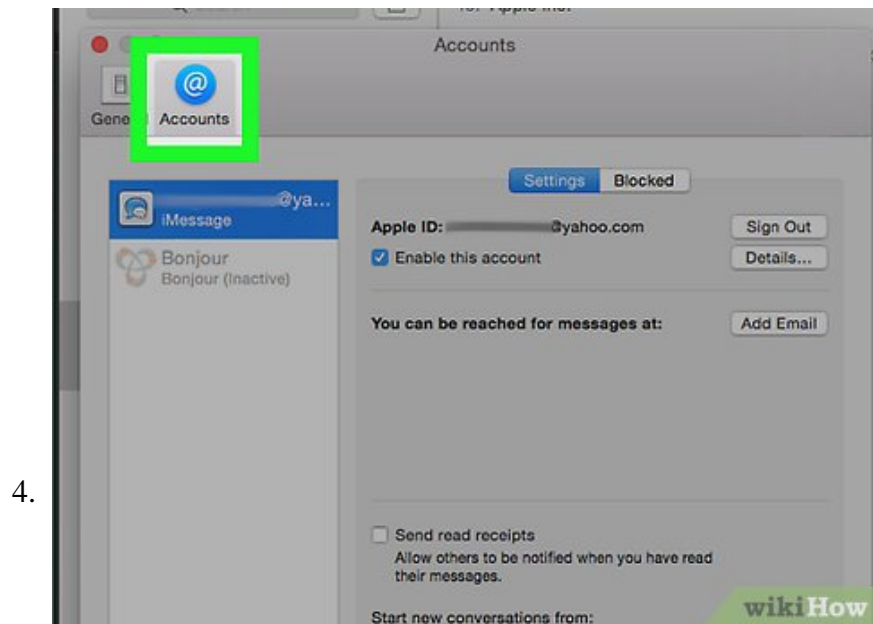 Accounts
Accounts
@ya...
iMessage
Bonjour
Bonjour (Inactive)
Settings Blocked
Apple ID: @yahoo.com Sign Out
Enable this account Details...
You can be reached for messages at: Add Email
4.
Send read receipts
Allow others to be notified when you have read
their messages.
Start new conversations from:
wikiHow